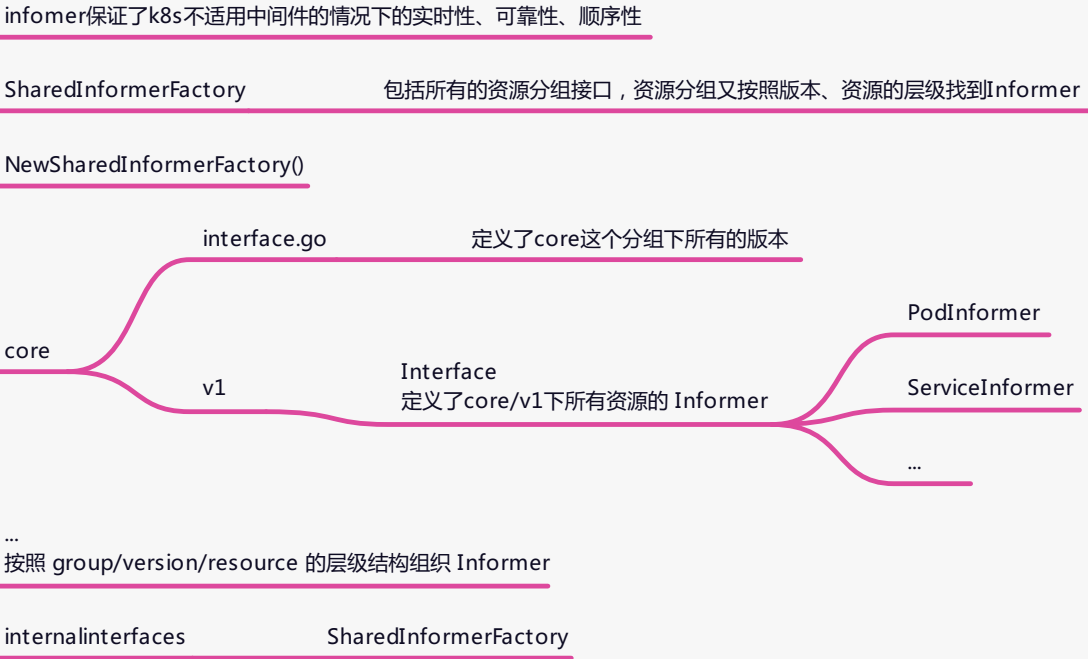 infomer保证了k8s不适用中间件的情况下的实时性、可靠性、顺序性
SharedInformerFactory
包括所有的资源分组接口，资源分组又按照版本、资源的层级找到Informer
NewSharedInformerFactory()
interface.go
定义了core这个分组下所有的版本
core
v1
Interface
定义了core/v1下所有资源的 Informer
PodInformer
ServiceInformer
...
...
按照 group/version/resource 的层级结构组织 Informer
internalinterfaces
SharedInformerFactory